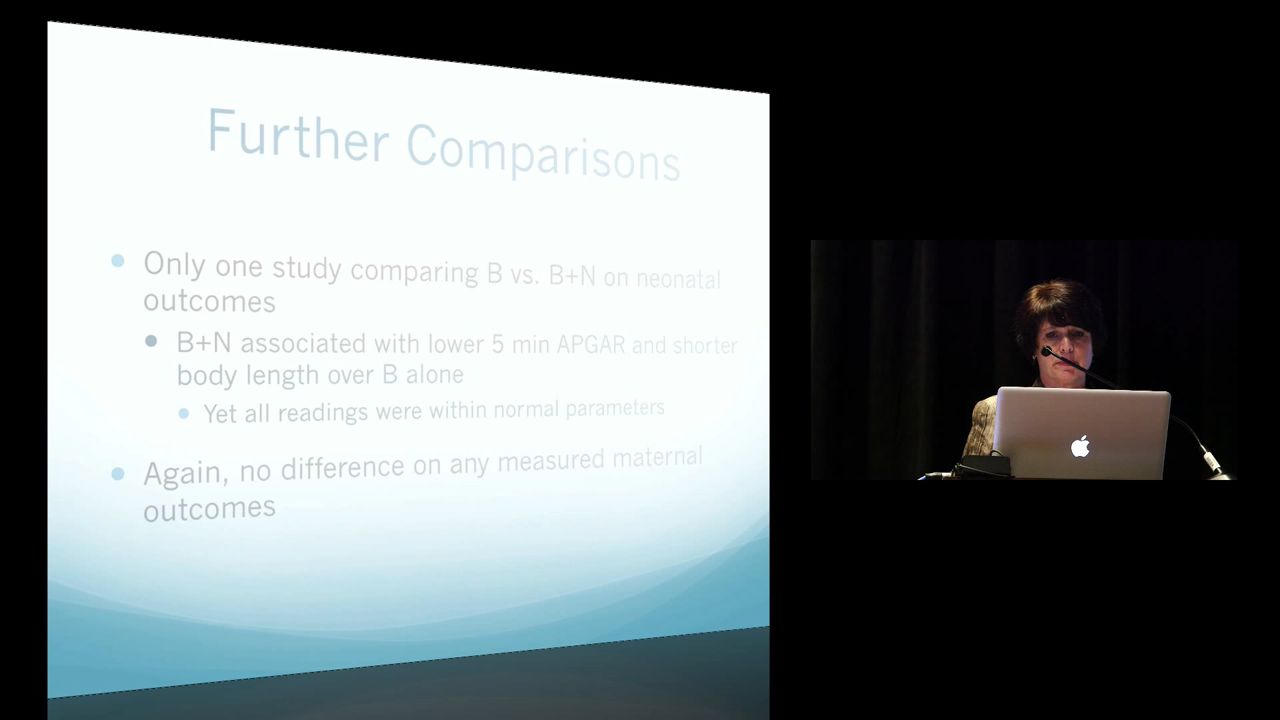 Further Comparisons
Only one study comparing B vs. B+N on neonatal
outcomes
B+N associated with lower 5 min APGAR and shorter
body length over B alone
Yet all readings were within normal parameters
Again, no difference on any measured maternal
outcomes